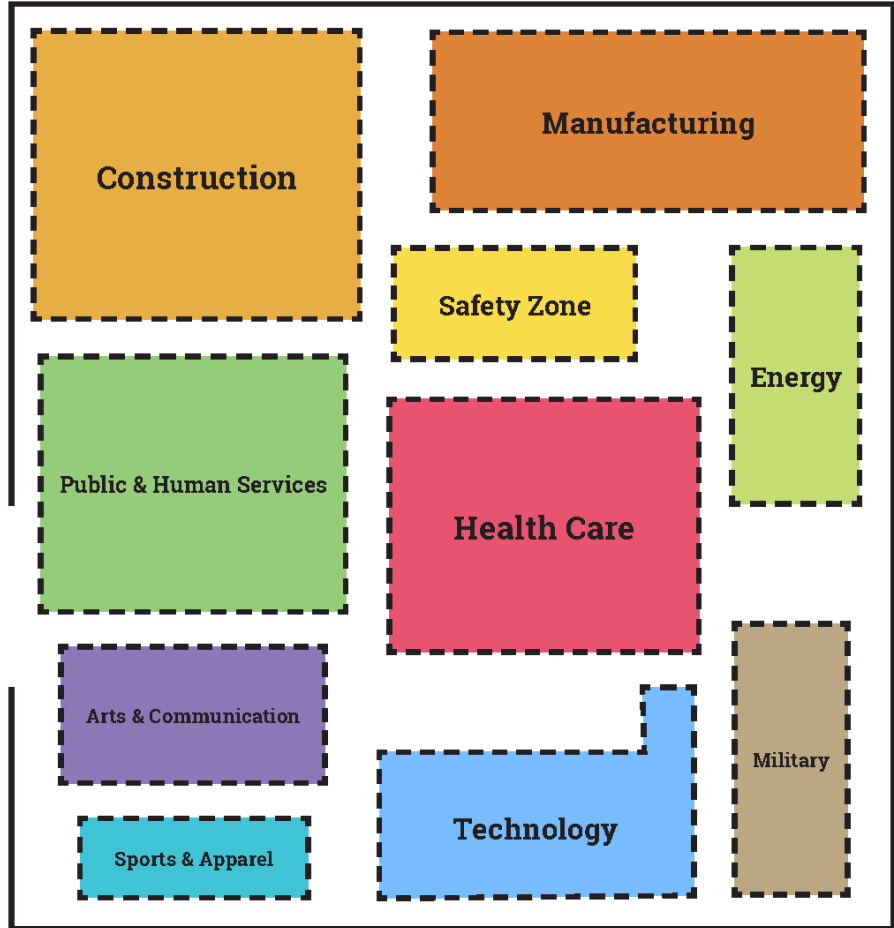 Construction
Manufacturing
Safety Zone
Energy
Public & Human Services
Health Care
Arts & Communication
Military
Technology
Sports & Apparel